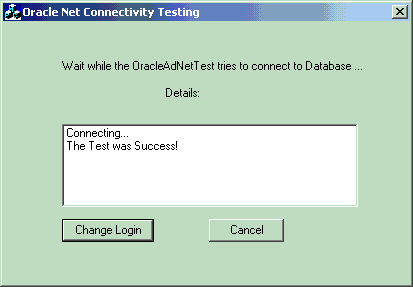 Oracle Net Connectivity Testing
Wait while the OracleAdNetTest tries to connect to Database ...
Details:
Connecting...
The Test was Success!
Change Login
Cancel